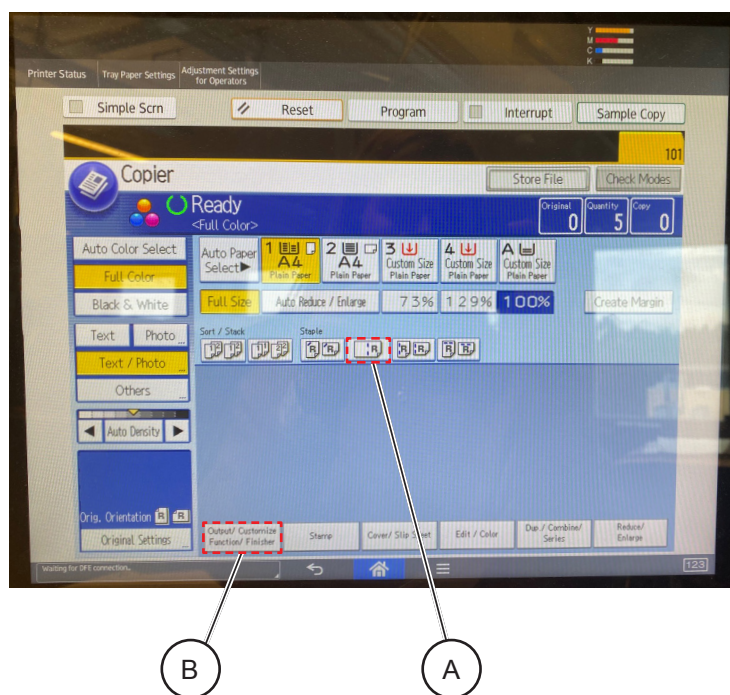 Y
M
C
K
Printer Status Tray Paper Settings Adjustment Settings
for Operators
Simple Scrn Reset Program Interrupt Sample Copy
101
Copier Store File Check Modes
Ready
<Full Color>
Original 0 Quantity 5 Copy 0
Auto Color Select
Full Color
Black & White
Text Photo
Text / Photo
Others
Auto Density
Orig. Orientation R R
Original Settings
Auto Paper
Select▶
1 A4 Plain Paper
2 A4 Plain Paper
3 Custom Size Plain Paper
4 Custom Size Plain Paper
A Custom Size Plain Paper
Full Size Auto Reduce / Enlarge 73% 129% 100% Create Margin
Sort / Stack Staple
R R R R R R R
Output/ Customize
Function/ Finisher
Stamp
Cover/ Slip Sheet
Edit / Color
Dup./ Combine/
Series
Reduce/
Enlarge
Waiting for DFE connection.. 123
B A